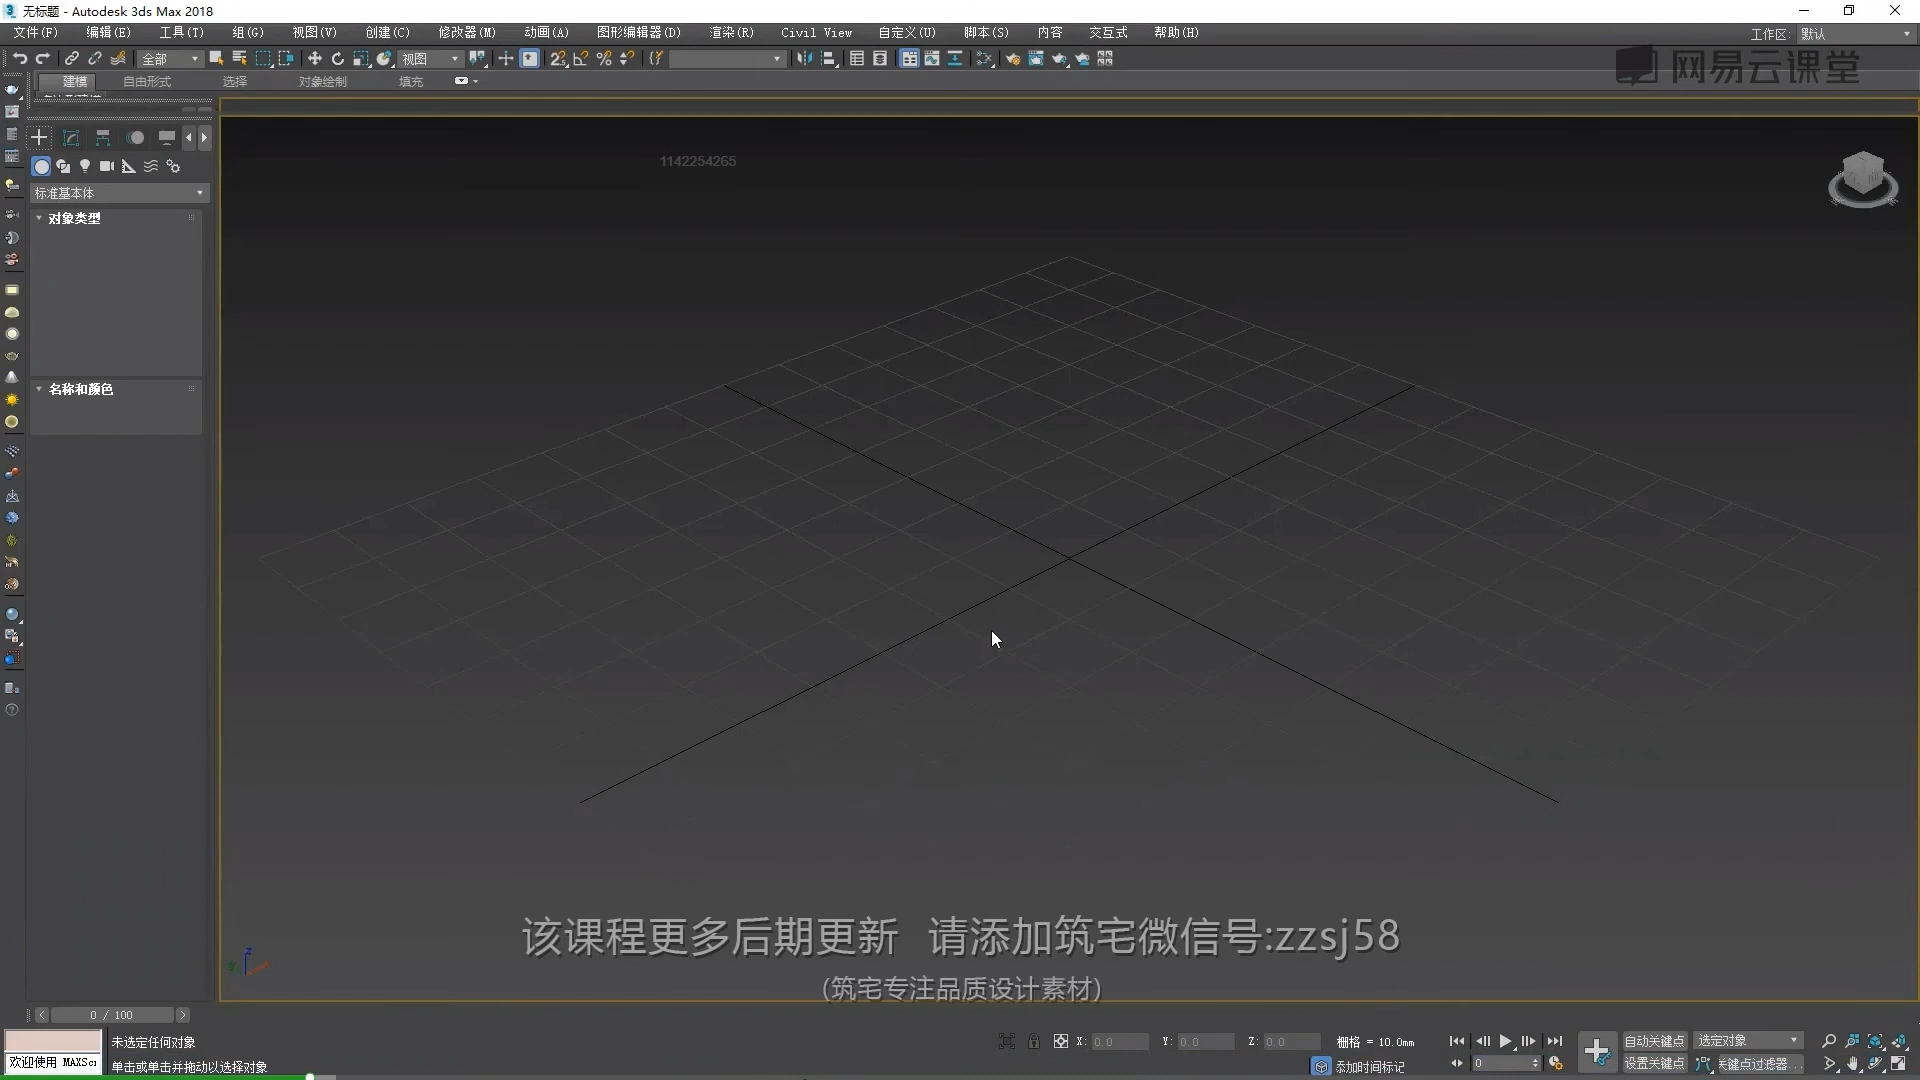 无标题 - Autodesk 3ds Max 2018
文件(F) 编辑(E) 工具(T) 组(G) 视图(V) 创建(C) 修改器(M) 动画(A) 图形编辑器(D) 渲染(R) Civil View 自定义(U) 脚本(S) 内容 交互式 帮助(H) 工作区: 默认
全部 视图
网易云课堂
建模 自由形式 选择 对象绘制 填充
1142254265
标准基本体
对象类型
名称和颜色
该课程更多后期更新 请添加筑宅微信号:zzsj58
(筑宅专注品质设计素材)
z
0 / 100
未选定任何对象 X: 0.0 Y: 0.0 Z: 0.0 栅格 = 10.0mm 自动关键点 选定对象
欢迎使用 MAXSc 单击或单击并拖动以选择对象 添加时间标记 0 设置关键点 关键点过滤器...